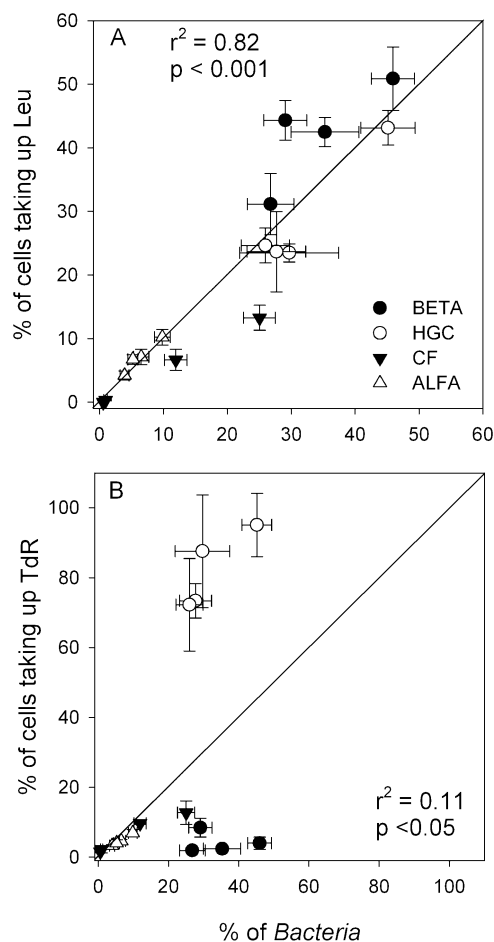 A
r² = 0.82
p < 0.001
% of cells taking up Leu
60
50
40
30
20
10
0
BETA
HGC
CF
ALFA
0 10 20 30 40 50 60
B
% of cells taking up TdR
100
80
60
40
20
0
r² = 0.11
p <0.05
0 20 40 60 80 100
% of Bacteria